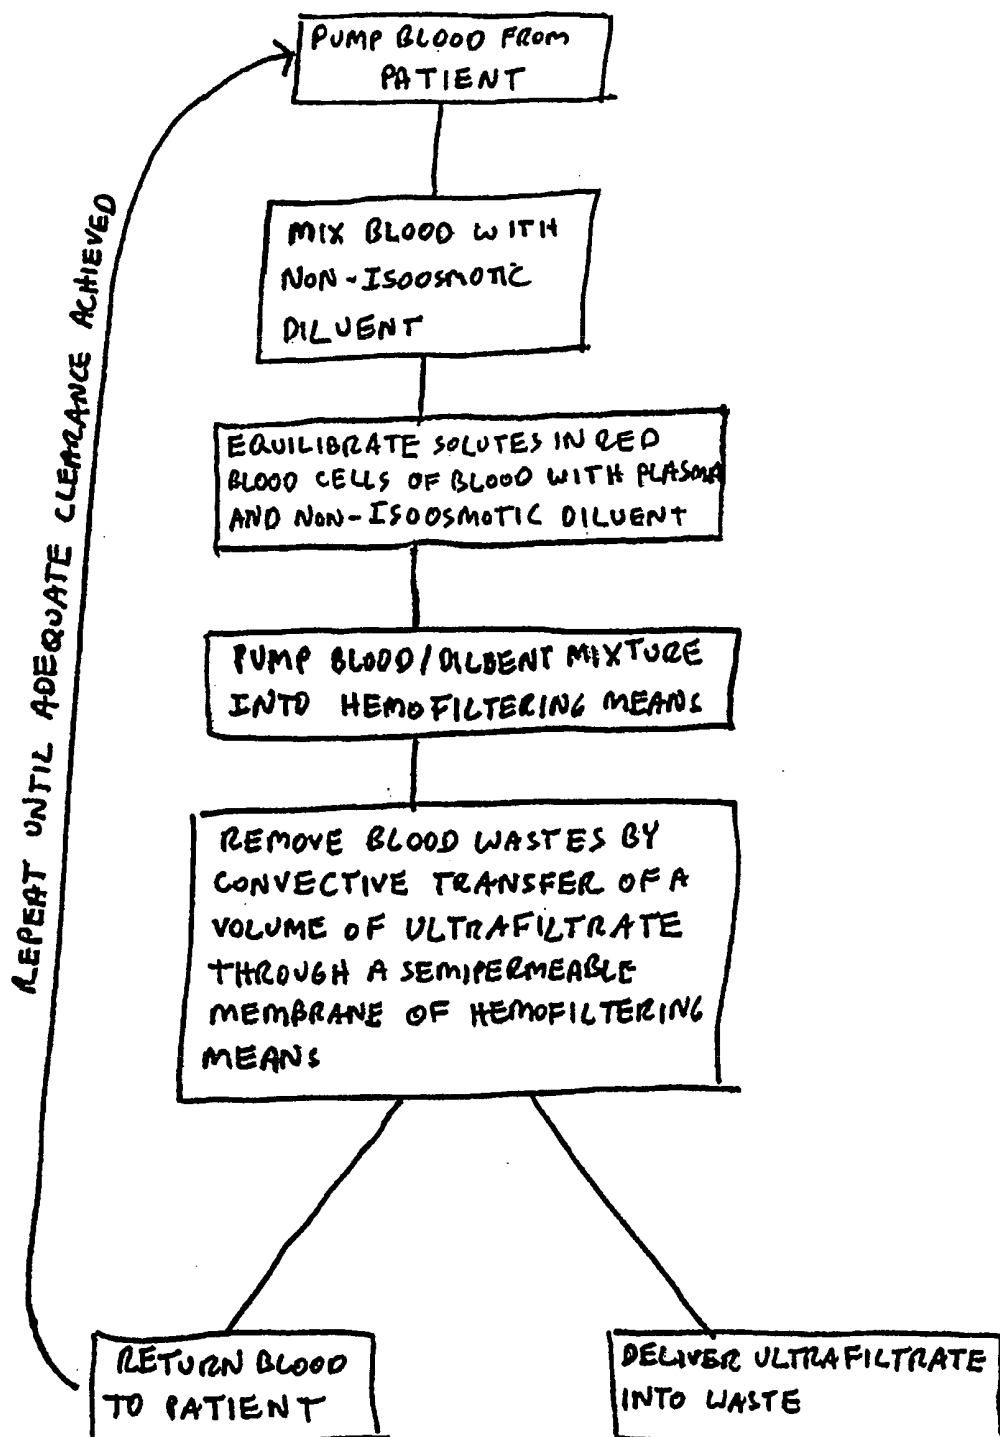 PUMP BLOOD FROM
PATIENT
MIX BLOOD WITH
NON-ISOOSMOTIC
DILUENT
EQUILIBRATE SOLUTES IN RED
BLOOD CELLS OF BLOOD WITH PLASMA
AND NON-ISOOSMOTIC DILUENT
PUMP BLOOD/DILBENT MIXTURE
INTO HEMOFILTERING MEANS
REMOVE BLOOD WASTES BY
CONVECTIVE TRANSFER OF A
VOLUME OF ULTRAFILTRATE
THROUGH A SEMIPERMEABLE
MEMBRANE OF HEMOFILTERING
MEANS
RETURN BLOOD
TO PATIENT
DELIVER ULTRAFILTRATE
INTO WASTE
REPEAT UNTIL ADEQUATE CLEARANCE ACHIEVED